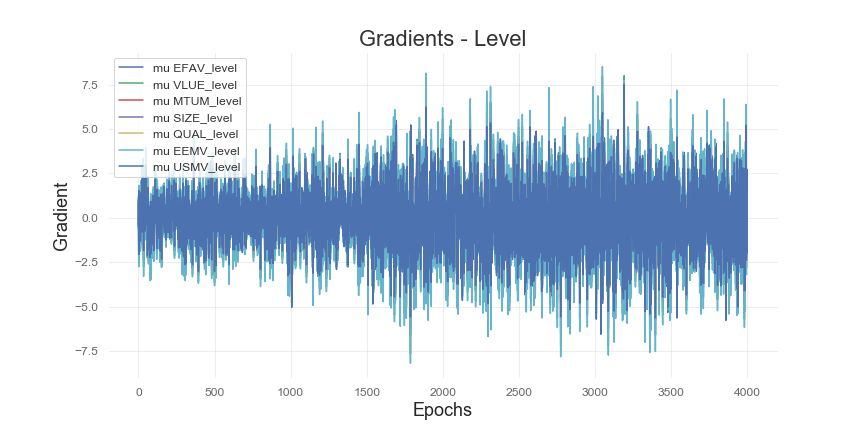 Gradients - Level
mu EFAV_level
mu VLUE_level
mu MTUM_level
mu SIZE_level
mu QUAL_level
mu EEMV_level
mu USMV_level
7.5
5.0
2.5
0.0
−2.5
−5.0
−7.5
Gradient
0 500 1000 1500 2000 2500 3000 3500 4000
Epochs